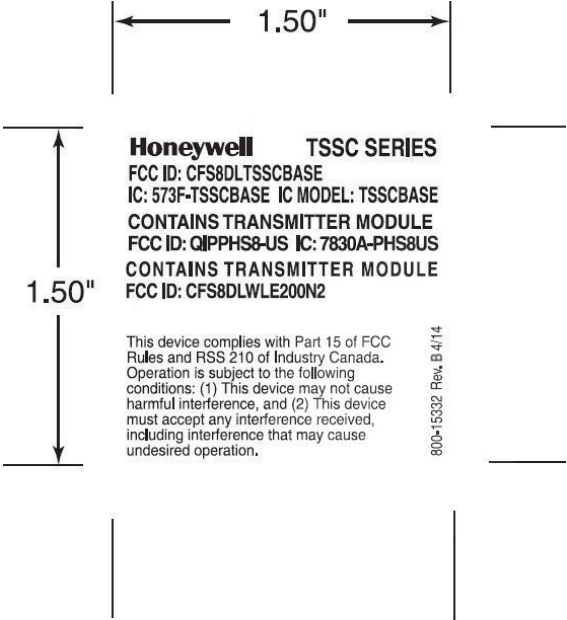 1.50"
Honeywell TSSC SERIES
FCC ID: CFS8DLTSSCBASE
IC: 573F-TSSCBASE IC MODEL: TSSCBASE
CONTAINS TRANSMITTER MODULE
FCC ID: QIPPHS8-US IC: 7830A-PHS8US
CONTAINS TRANSMITTER MODULE
1.50"
FCC ID: CFS8DLWLE200N2
This device complies with Part 15 of FCC
Rules and RSS 210 of Industry Canada.
Operation is subject to the following
conditions: (1) This device may not cause
harmful interference, and (2) This device
must accept any interference received,
including interference that may cause
undesired operation.
800-15332 Rev. B 4/14